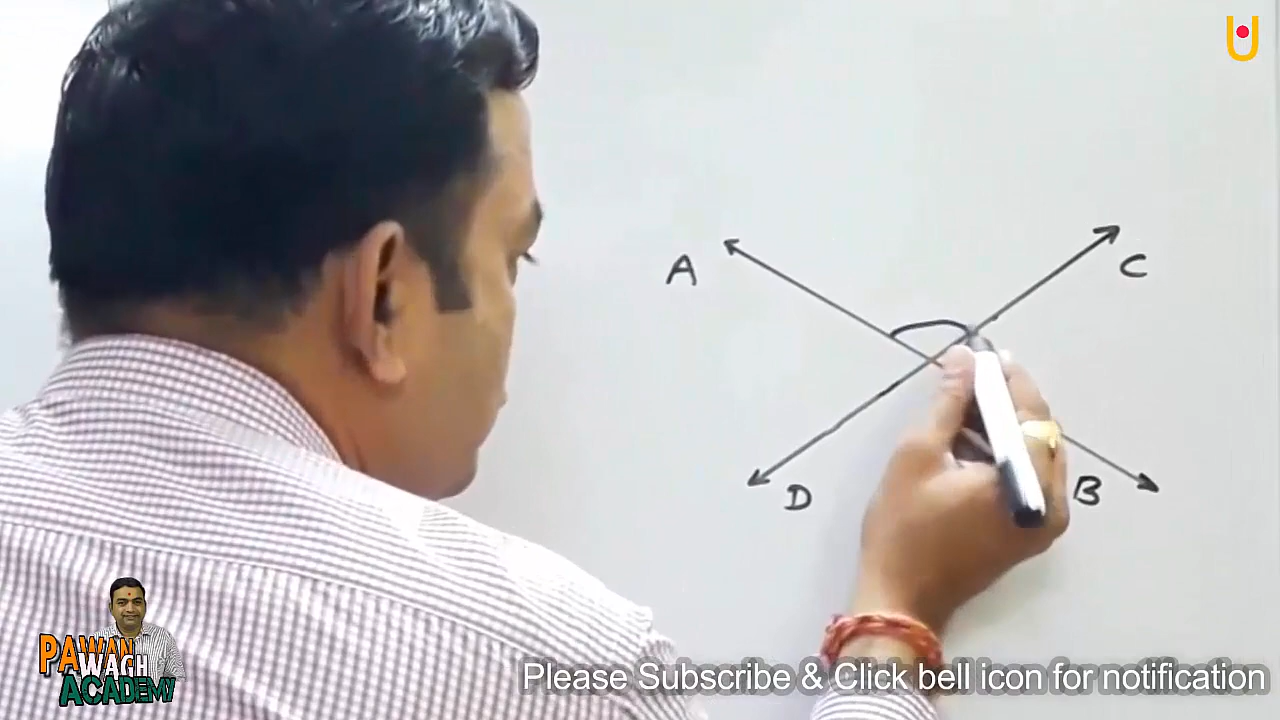 A
C
D
B
PAWAN
WAGH
ACADEMY
Please Subscribe & Click bell icon for notification